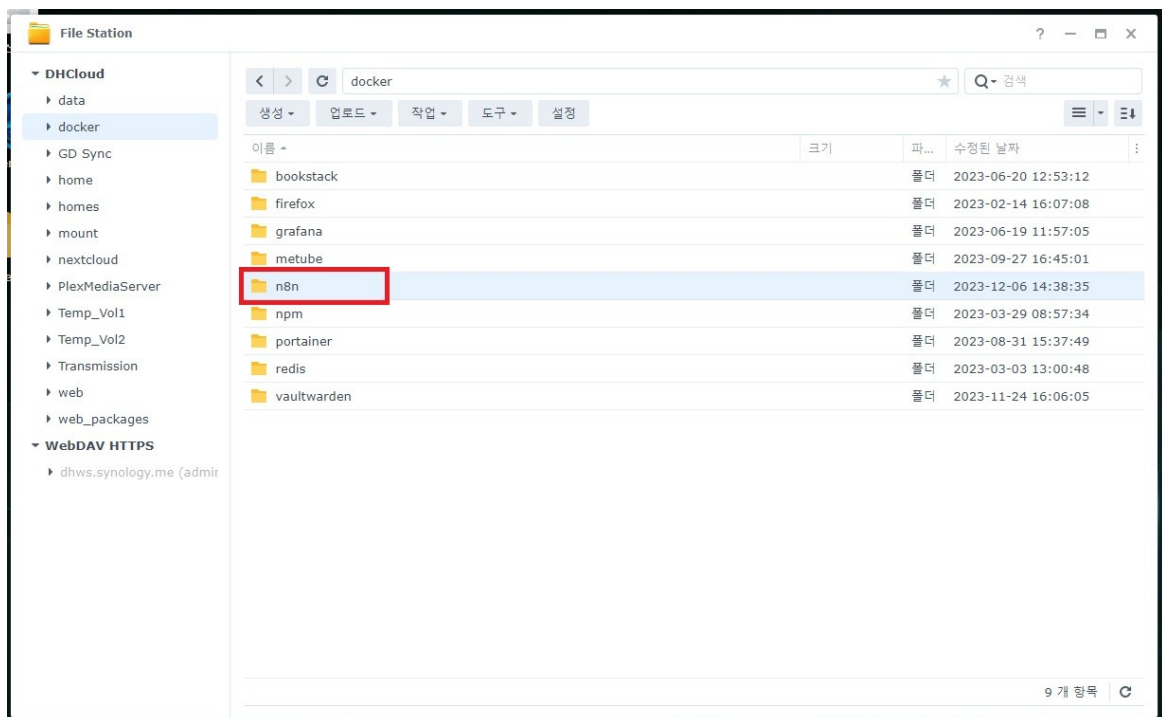 File Station
DHCloud
data
docker
GD Sync
home
homes
mount
nextcloud
PlexMediaServer
Temp_Vol1
Temp_Vol2
Transmission
web
web_packages
WebDAV HTTPS
dhws.synology.me (admin
docker
검색
생성 업로드 작업 도구 설정
이름 크기 파... 수정된 날짜
bookstack 폴더 2023-06-20 12:53:12
firefox 폴더 2023-02-14 16:07:08
grafana 폴더 2023-06-19 11:57:05
metube 폴더 2023-09-27 16:45:01
n8n 폴더 2023-12-06 14:38:35
npm 폴더 2023-03-29 08:57:34
portainer 폴더 2023-08-31 15:37:49
redis 폴더 2023-03-03 13:00:48
vaultwarden 폴더 2023-11-24 16:06:05
9 개 항목